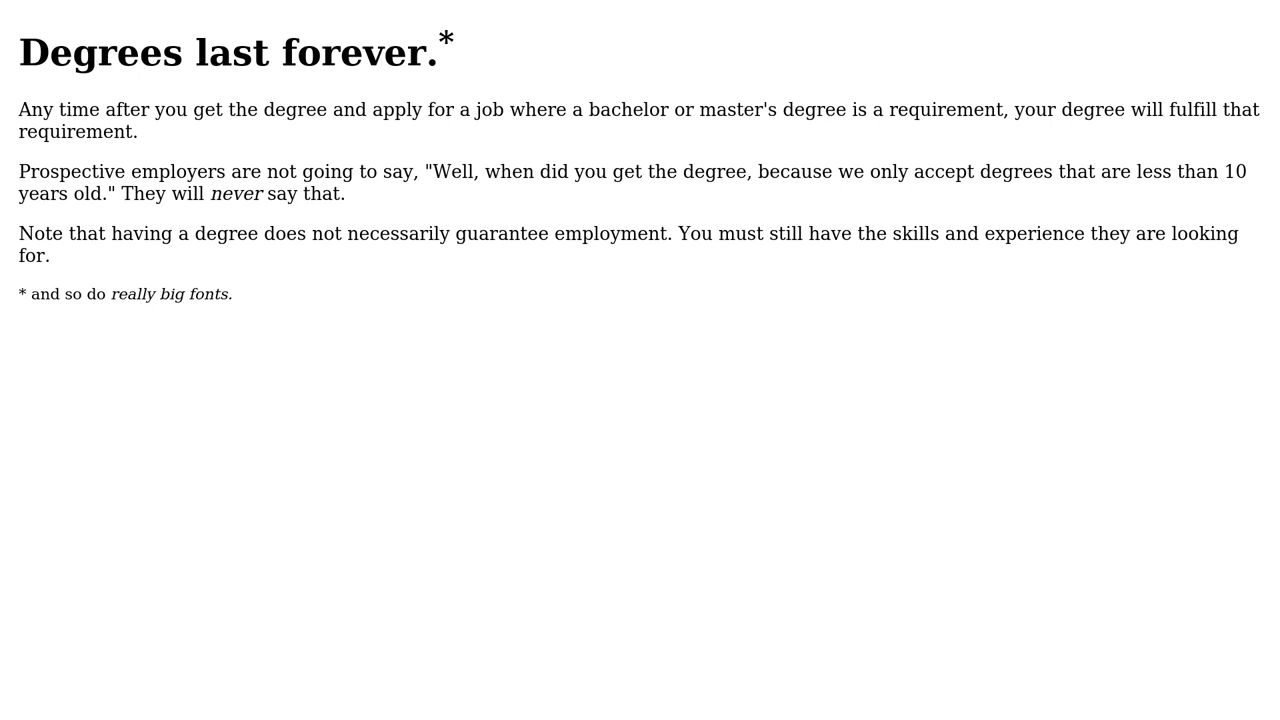 Degrees last forever.*
Any time after you get the degree and apply for a job where a bachelor or master's degree is a requirement, your degree will fulfill that
requirement.
Prospective employers are not going to say, "Well, when did you get the degree, because we only accept degrees that are less than 10
years old." They will never say that.
Note that having a degree does not necessarily guarantee employment. You must still have the skills and experience they are looking
for.
* and so do really big fonts.